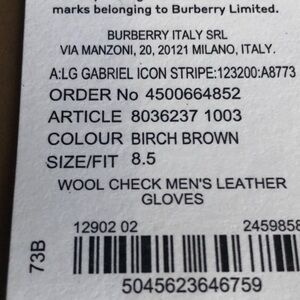 marks belonging to Burberry Limited.
BURBERRY ITALY SRL
VIA MANZONI, 20, 20121 MILANO, ITALY.
A:LG GABRIEL ICON STRIPE:123200:A8773
ORDER No 4500664852
ARTICLE 8036237 1003
COLOUR BIRCH BROWN
SIZE/FIT 8.5
WOOL CHECK MEN'S LEATHER
GLOVES
12902 02 2459858
73B
5045623646759